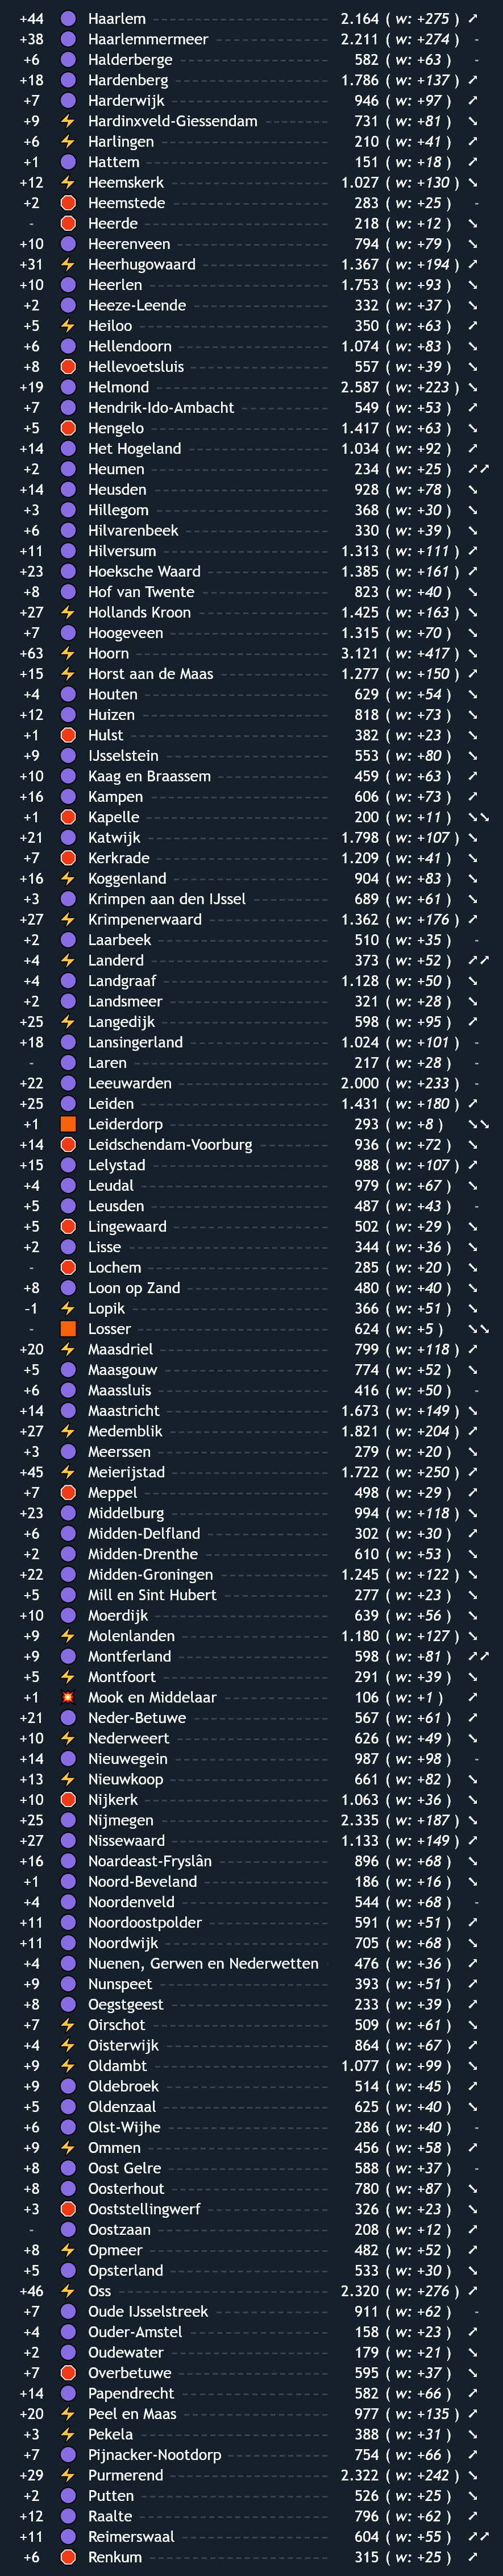 +44 Haarlem 2.164 ( w: +275 ) ↗
+38 Haarlemmermeer 2.211 ( w: +274 ) -
+6 Halderberge 582 ( w: +63 ) -
+18 Hardenberg 1.786 ( w: +137 ) ↗
+7 Harderwijk 946 ( w: +97 ) ↗
+9 Hardinxveld-Giessendam 731 ( w: +81 ) ↘
+6 Harlingen 210 ( w: +41 ) ↗
+1 Hattem 151 ( w: +18 ) ↗
+12 Heemskerk 1.027 ( w: +130 ) ↘
+2 Heemstede 283 ( w: +25 ) -
- Heerde 218 ( w: +12 ) ↘
+10 Heerenveen 794 ( w: +79 ) ↘
+31 Heerhugowaard 1.367 ( w: +194 ) ↗
+10 Heerlen 1.753 ( w: +93 ) ↘
+2 Heeze-Leende 332 ( w: +37 ) ↘
+5 Heiloo 350 ( w: +63 ) ↗
+6 Hellendoorn 1.074 ( w: +83 ) ↘
+8 Hellevoetsluis 557 ( w: +39 ) ↘
+19 Helmond 2.587 ( w: +223 ) ↘
+7 Hendrik-Ido-Ambacht 549 ( w: +53 ) ↗
+5 Hengelo 1.417 ( w: +63 ) ↘
+14 Het Hogeland 1.034 ( w: +92 ) ↗
+2 Heumen 234 ( w: +25 ) ↗↗
+14 Heusden 928 ( w: +78 ) ↘
+3 Hillegom 368 ( w: +30 ) ↘
+6 Hilvarenbeek 330 ( w: +39 ) ↘
+11 Hilversum 1.313 ( w: +111 ) ↗
+23 Hoeksche Waard 1.385 ( w: +161 ) ↗
+8 Hof van Twente 823 ( w: +40 ) ↘
+27 Hollands Kroon 1.425 ( w: +163 ) ↘
+7 Hoogeveen 1.315 ( w: +70 ) ↘
+63 Hoorn 3.121 ( w: +417 ) ↘
+15 Horst aan de Maas 1.277 ( w: +150 ) ↗
+4 Houten 629 ( w: +54 ) ↘
+12 Huizen 818 ( w: +73 ) ↘
+1 Hulst 382 ( w: +23 ) ↘
+9 IJsselstein 553 ( w: +80 ) ↘
+10 Kaag en Braassem 459 ( w: +63 ) ↗
+16 Kampen 606 ( w: +73 ) ↗
+1 Kapelle 200 ( w: +11 ) ↘↘
+21 Katwijk 1.798 ( w: +107 ) ↘
+7 Kerkrade 1.209 ( w: +41 ) ↘
+16 Koggenland 904 ( w: +83 ) ↘
+3 Krimpen aan den IJssel 689 ( w: +61 ) ↘
+27 Krimpenerwaard 1.362 ( w: +176 ) ↗
+2 Laarbeek 510 ( w: +35 ) -
+4 Landerd 373 ( w: +52 ) ↗↗
+4 Landgraaf 1.128 ( w: +50 ) ↘
+2 Landsmeer 321 ( w: +28 ) ↘
+25 Langedijk 598 ( w: +95 ) ↗
+18 Lansingerland 1.024 ( w: +101 ) -
- Laren 217 ( w: +28 ) -
+22 Leeuwarden 2.000 ( w: +233 ) -
+25 Leiden 1.431 ( w: +180 ) ↗
+1 Leiderdorp 293 ( w: +8 ) ↘↘
+14 Leidschendam-Voorburg 936 ( w: +72 ) ↘
+15 Lelystad 988 ( w: +107 ) ↗
+4 Leudal 979 ( w: +67 ) ↘
+5 Leusden 487 ( w: +43 ) -
+5 Lingewaard 502 ( w: +29 ) ↘
+2 Lisse 344 ( w: +36 ) ↘
- Lochem 285 ( w: +20 ) ↘
+8 Loon op Zand 480 ( w: +40 ) ↘
-1 Lopik 366 ( w: +51 ) ↘
- Losser 624 ( w: +5 ) ↘↘
+20 Maasdriel 799 ( w: +118 ) ↗
+5 Maasgouw 774 ( w: +52 ) ↘
+6 Maassluis 416 ( w: +50 ) -
+14 Maastricht 1.673 ( w: +149 ) ↗
+27 Medemblik 1.821 ( w: +204 ) ↗
+3 Meerssen 279 ( w: +20 ) ↘
+45 Meierijstad 1.722 ( w: +250 ) ↗
+7 Meppel 498 ( w: +29 ) ↗
+23 Middelburg 994 ( w: +118 ) ↘
+6 Midden-Delfland 302 ( w: +30 ) ↗
+2 Midden-Drenthe 610 ( w: +53 ) ↘
+22 Midden-Groningen 1.245 ( w: +122 ) ↘
+5 Mill en Sint Hubert 277 ( w: +23 ) ↘
+10 Moerdijk 639 ( w: +56 ) ↘
+9 Molenlanden 1.180 ( w: +127 ) ↘
+9 Montferland 598 ( w: +81 ) ↗↗
+5 Montfoort 291 ( w: +39 ) ↘
+1 Mook en Middelaar 106 ( w: +1 ) ↗
+21 Neder-Betuwe 567 ( w: +61 ) ↗
+10 Nederweert 626 ( w: +49 ) ↘
+14 Nieuwegein 987 ( w: +98 ) -
+13 Nieuwkoop 661 ( w: +82 ) ↘
+10 Nijkerk 1.063 ( w: +36 ) ↘
+25 Nijmegen 2.335 ( w: +187 ) ↗
+27 Nissewaard 1.133 ( w: +149 ) ↗
+16 Noardeast-Fryslân 896 ( w: +68 ) ↘
+1 Noord-Beveland 186 ( w: +16 ) ↘
+4 Noordenveld 544 ( w: +68 ) -
+11 Noordoostpolder 591 ( w: +51 ) ↗
+11 Noordwijk 705 ( w: +68 ) ↘
+4 Nuenen, Gerwen en Nederwetten 476 ( w: +36 ) ↗
+9 Nunspeet 393 ( w: +51 ) ↗
+8 Oegstgeest 233 ( w: +39 ) ↗
+7 Oirschot 509 ( w: +61 ) ↘
+4 Oisterwijk 864 ( w: +67 ) ↗
+9 Oldambt 1.077 ( w: +99 ) ↘
+9 Oldebroek 514 ( w: +45 ) ↗
+5 Oldenzaal 625 ( w: +40 ) ↘
+6 Olst-Wijhe 286 ( w: +40 ) -
+9 Ommen 456 ( w: +58 ) ↗
+8 Oost Gelre 588 ( w: +37 ) -
+8 Oosterhout 780 ( w: +87 ) ↘
+3 Ooststellingwerf 326 ( w: +23 ) ↘
- Oostzaan 208 ( w: +12 ) ↗
+8 Opmeer 482 ( w: +52 ) ↗
+5 Opsterland 533 ( w: +30 ) ↘
+46 Oss 2.320 ( w: +276 ) ↗
+7 Oude IJsselstreek 911 ( w: +62 ) -
+4 Ouder-Amstel 158 ( w: +23 ) ↗
+2 Oudewater 179 ( w: +21 ) ↘
+7 Overbetuwe 595 ( w: +37 ) ↘
+14 Papendrecht 582 ( w: +66 ) ↗
+20 Peel en Maas 977 ( w: +135 ) ↗
+3 Pekela 388 ( w: +31 ) ↘
+7 Pijnacker-Nootdorp 754 ( w: +66 ) ↗
+29 Purmerend 2.322 ( w: +242 ) ↘
+2 Putten 526 ( w: +25 ) ↘
+12 Raalte 796 ( w: +62 ) ↗
+11 Reimerswaal 604 ( w: +55 ) ↗↗
+6 Renkum 315 ( w: +25 ) ↗